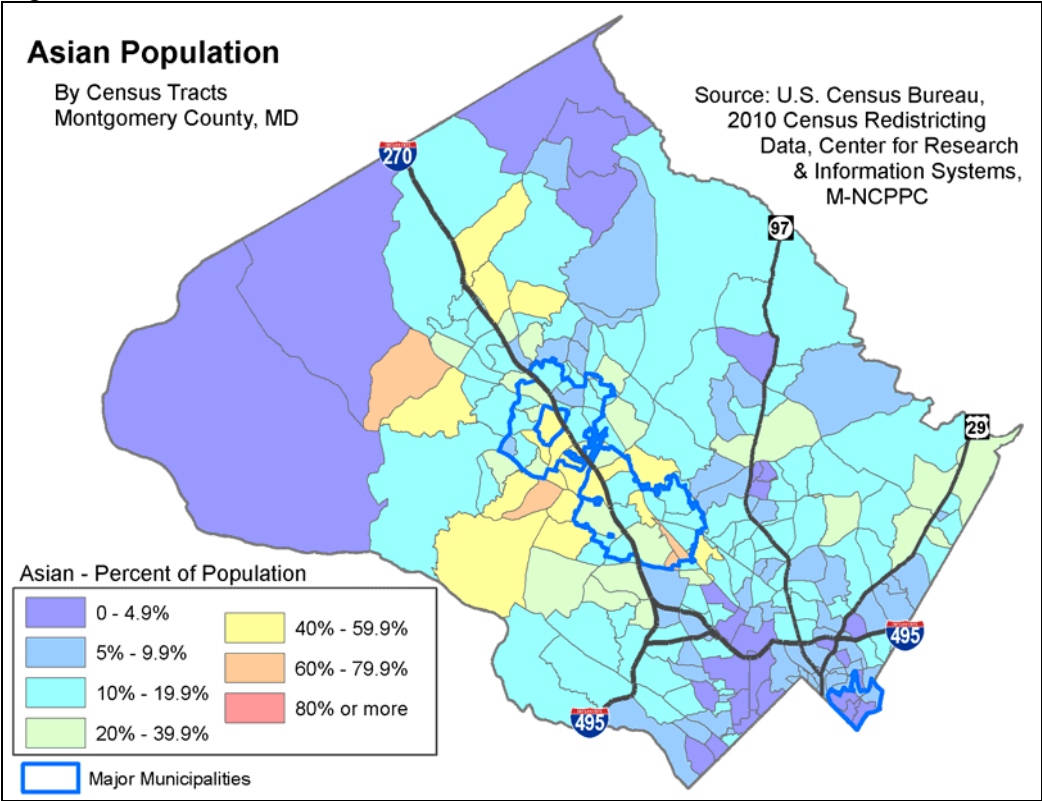 Asian Population
By Census Tracts
Montgomery County, MD
Source: U.S. Census Bureau,
2010 Census Redistricting
Data, Center for Research
& Information Systems,
M-NCPPC
270
97
29
495
495
Asian - Percent of Population
0 - 4.9%
5% - 9.9%
10% - 19.9%
20% - 39.9%
40% - 59.9%
60% - 79.9%
80% or more
Major Municipalities